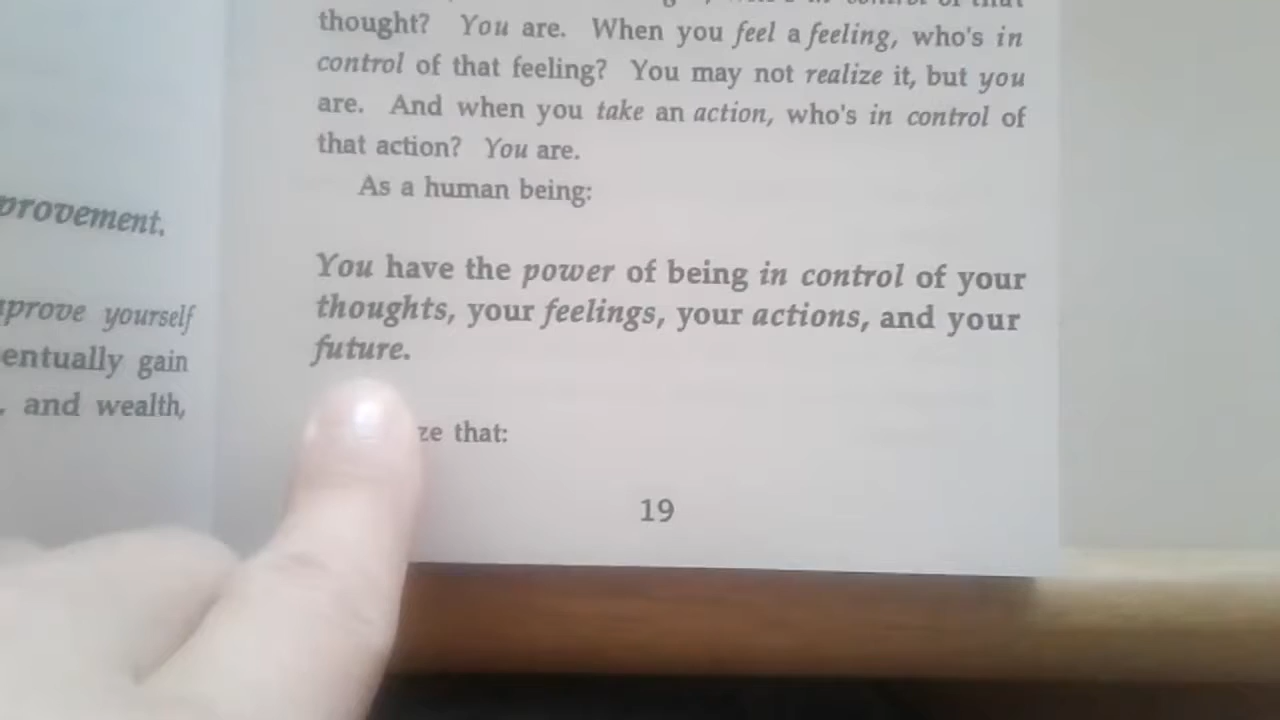 provement.
prove yourself
entually gain
. and wealth,
thought? You are. When you feel a feeling, who's in
control of that feeling? You may not realize it, but you
are. And when you take an action, who's in control of
that action? You are.
As a human being:
You have the power of being in control of your
thoughts, your feelings, your actions, and your
future.
ze that:
19